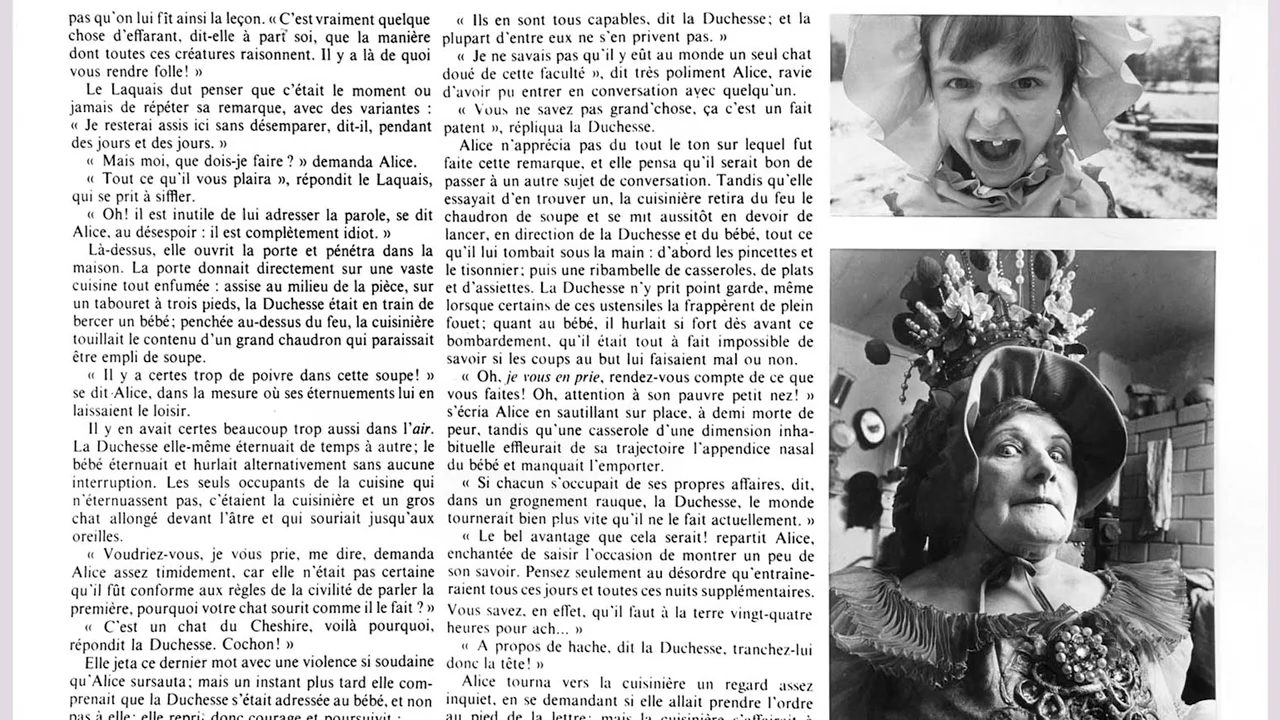 pas qu'on lui fît ainsi la leçon. « C'est vraiment quelque
chose d'effarant, dit-elle à part soi, que la manière
dont toutes ces créatures raisonnent. Il y a là de quoi
vous rendre folle! »
Le Laquais dut penser que c'était le moment ou
jamais de répéter sa remarque, avec des variantes :
« Je resterai assis ici sans désemparer, dit-il, pendant
des jours et des jours. »
« Mais moi, que dois-je faire ? » demanda Alice.
« Tout ce qu'il vous plaira », répondit le Laquais,
qui se prit à siffler.
« Oh! il est inutile de lui adresser la parole, se dit
Alice, au désespoir : il est complètement idiot. »
Là-dessus, elle ouvrit la porte et pénétra dans la
maison. La porte donnait directement sur une vaste
cuisine tout enfumée : assise au milieu de la pièce, sur
un tabouret à trois pieds, la Duchesse était en train de
bercer un bébé; penchée au-dessus du feu, la cuisinière
touillait le contenu d'un grand chaudron qui paraissait
être empli de soupe.
« Il y a certes trop de poivre dans cette soupe! »
se dit Alice, dans la mesure où ses éternuements lui en
laissaient le loisir.
Il y en avait certes beaucoup trop aussi dans l'air.
La Duchesse elle-même éternuait de temps à autre; le
bébé éternuait et hurlait alternativement sans aucune
interruption. Les seuls occupants de la cuisine qui
n'éternuassent pas, c'étaient la cuisinière et un gros
chat allongé devant l'âtre et qui souriait jusqu'aux
oreilles.
« Voudriez-vous, je vous prie, me dire, demanda
Alice assez timidement, car elle n'était pas certaine
qu'il fût conforme aux règles de la civilité de parler la
première, pourquoi votre chat sourit comme il le fait ? »
« C'est un chat du Cheshire, voilà pourquoi,
répondit la Duchesse. Cochon! »
Elle jeta ce dernier mot avec une violence si soudaine
qu'Alice sursauta; mais un instant plus tard elle com-
prenait que la Duchesse s'était adressée au bébé, et non
pas à elle; elle reprit donc courage et poursuivit :
« Ils en sont tous capables, dit la Duchesse; et la
plupart d'entre eux ne s'en privent pas. »
« Je ne savais pas qu'il y eût au monde un seul chat
doué de cette faculté », dit très poliment Alice, ravie
d'avoir pu entrer en conversation avec quelqu'un.
« Vous ne savez pas grand'chose, ça c'est un fait
patent », répliqua la Duchesse.
Alice n'apprécia pas du tout le ton sur lequel fut
faite cette remarque, et elle pensa qu'il serait bon de
passer à un autre sujet de conversation. Tandis qu'elle
essayait d'en trouver un, la cuisinière retira du feu le
chaudron de soupe et se mit aussitôt en devoir de
lancer, en direction de la Duchesse et du bébé, tout ce
qu'il lui tombait sous la main : d'abord les pincettes et
le tisonnier; puis une ribambelle de casseroles, de plats
et d'assiettes. La Duchesse n'y prit point garde, même
lorsque certains de ces ustensiles la frappèrent de plein
fouet; quant au bébé, il hurlait si fort dès avant ce
bombardement, qu'il était tout à fait impossible de
savoir si les coups au but lui faisaient mal ou non.
« Oh, je vous en prie, rendez-vous compte de ce que
vous faites! Oh, attention à son pauvre petit nez! »
s'écria Alice en sautillant sur place, à demi morte de
peur, tandis qu'une casserole d'une dimension inha-
bituelle effleurait de sa trajectoire l'appendice nasal
du bébé et manquait l'emporter.
« Si chacun s'occupait de ses propres affaires, dit,
dans un grognement rauque, la Duchesse, le monde
tournerait bien plus vite qu'il ne le fait actuellement. »
« Le bel avantage que cela serait! repartit Alice,
enchantée de saisir l'occasion de montrer un peu de
son savoir. Pensez seulement au désordre qu'entraîne-
raient tous ces jours et toutes ces nuits supplémentaires.
Vous savez, en effet, qu'il faut à la terre vingt-quatre
heures pour ach... »
« A propos de hache, dit la Duchesse, tranchez-lui
donc la tête! »
Alice tourna vers la cuisinière un regard assez
inquiet, en se demandant si elle allait prendre l'ordre
au pied de la lettre; mais la cuisinière s'affairait à